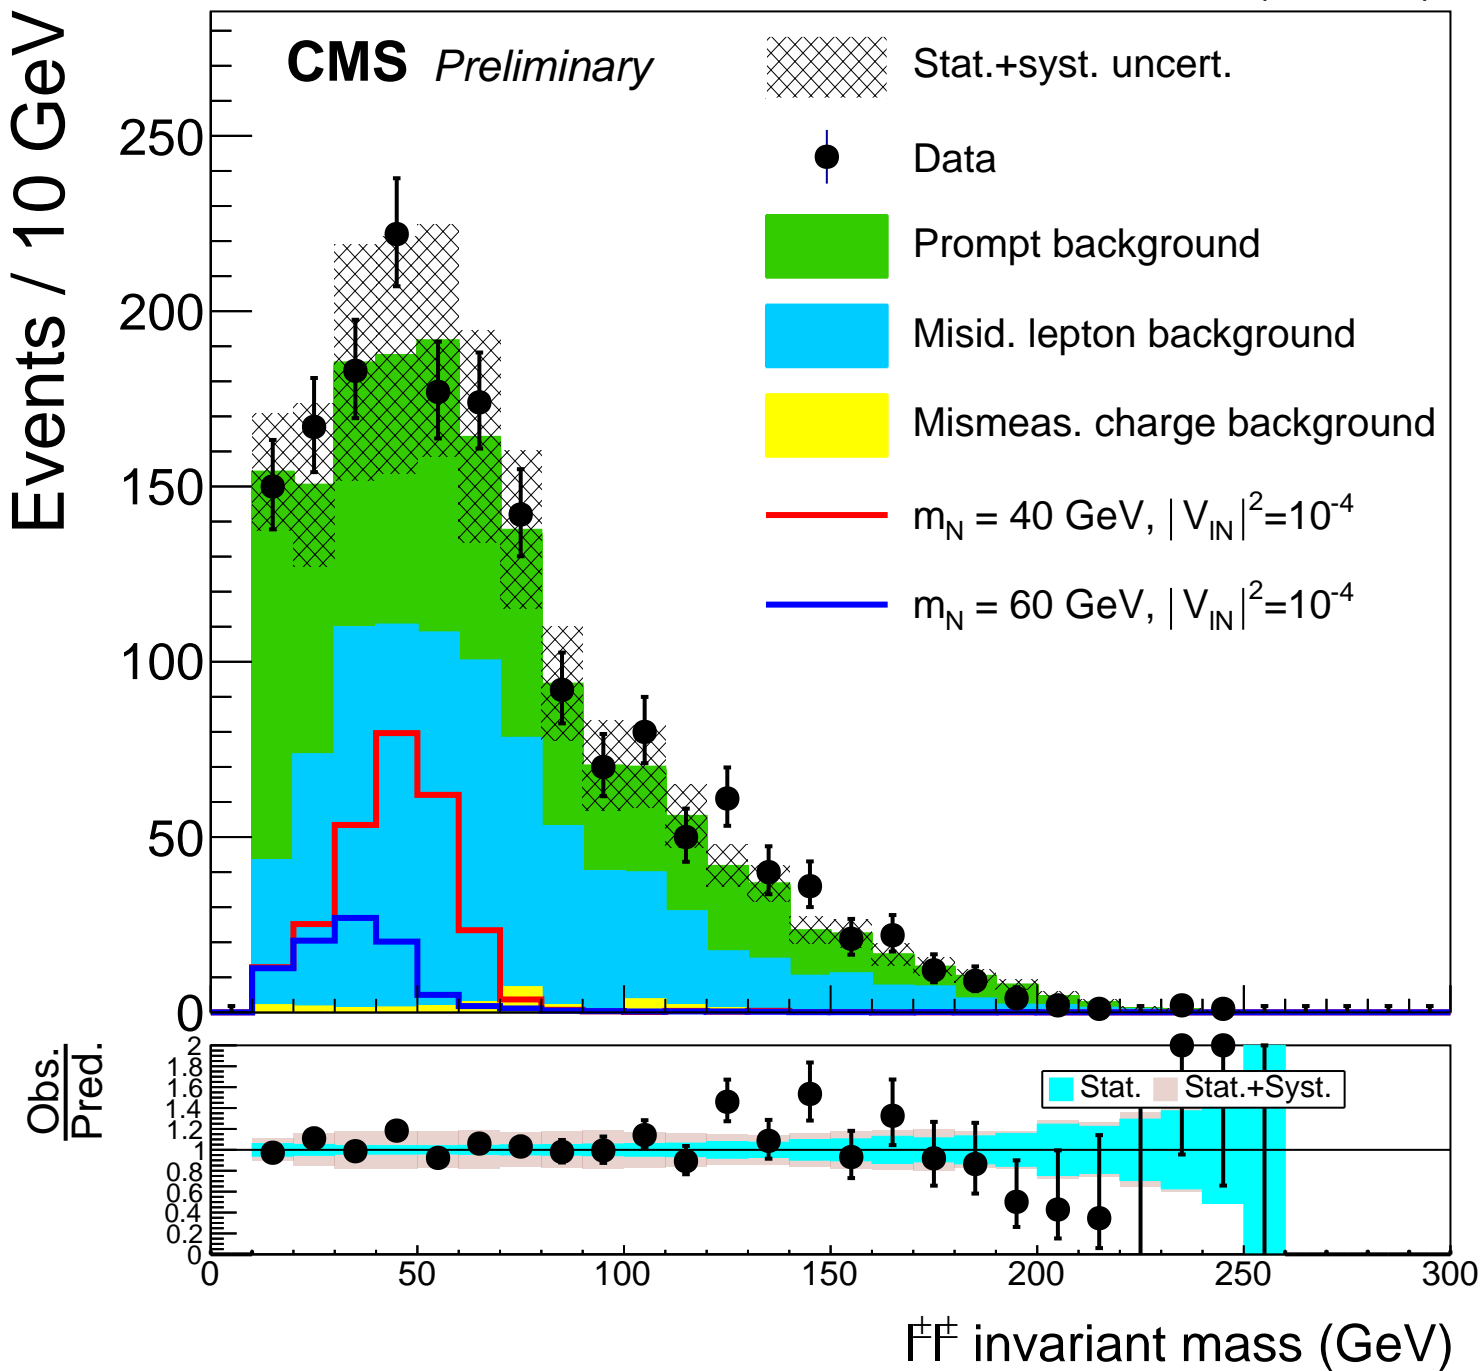 CMS Preliminary
Stat.+syst. uncert.
Data
Prompt background
Misid. lepton background
Mismeas. charge background
m_N = 40 GeV, |V_lN|^2=10^-4
m_N = 60 GeV, |V_lN|^2=10^-4
Events / 10 GeV
250
200
150
100
50
0
Obs.
Pred.
2
1.8
1.6
1.4
1.2
1
0.8
0.6
0.4
0.2
0
Stat. Stat.+Syst.
0 50 100 150 200 250 300
l±l± invariant mass (GeV)